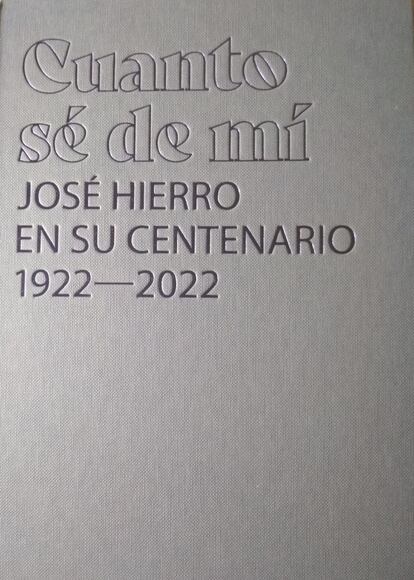 Cuanto
sé de mí
JOSÉ HIERRO
EN SU CENTENARIO
1922—2022